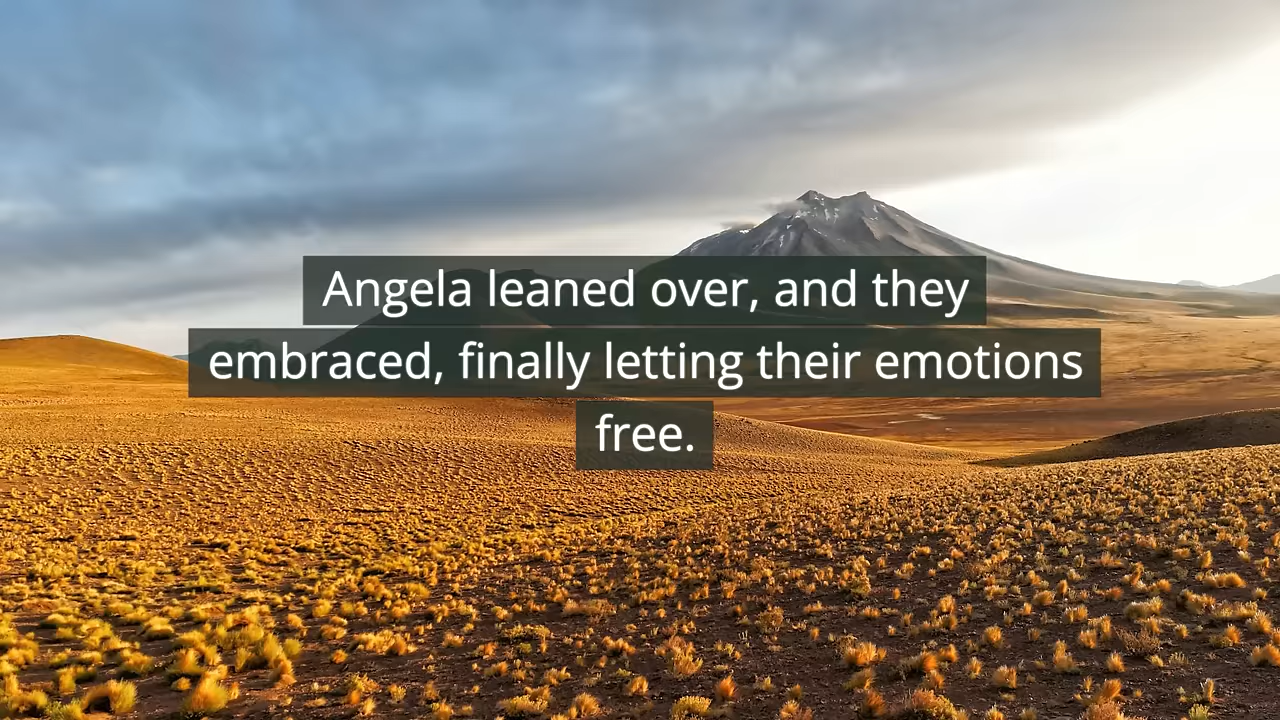 Angela leaned over, and they
embraced, finally letting their emotions
free.